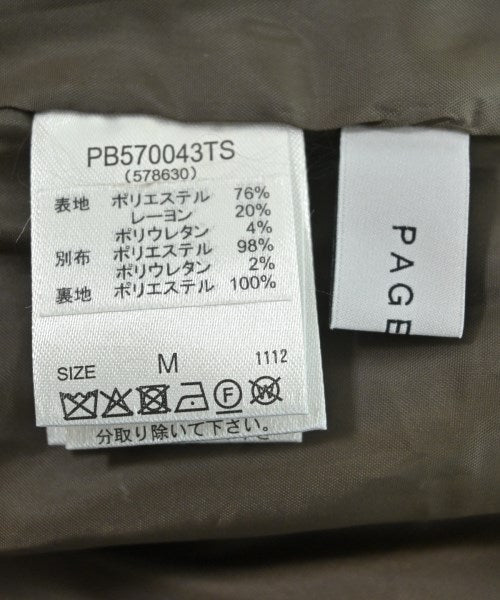 PB570043TS
(578630)
表地 ポリエステル 76%
レーヨン 20%
ポリウレタン 4%
別布 ポリエステル 98%
ポリウレタン 2%
裏地 ポリエステル 100%
SIZE M 1112
F W
分取り除いて下さい。
PAGE